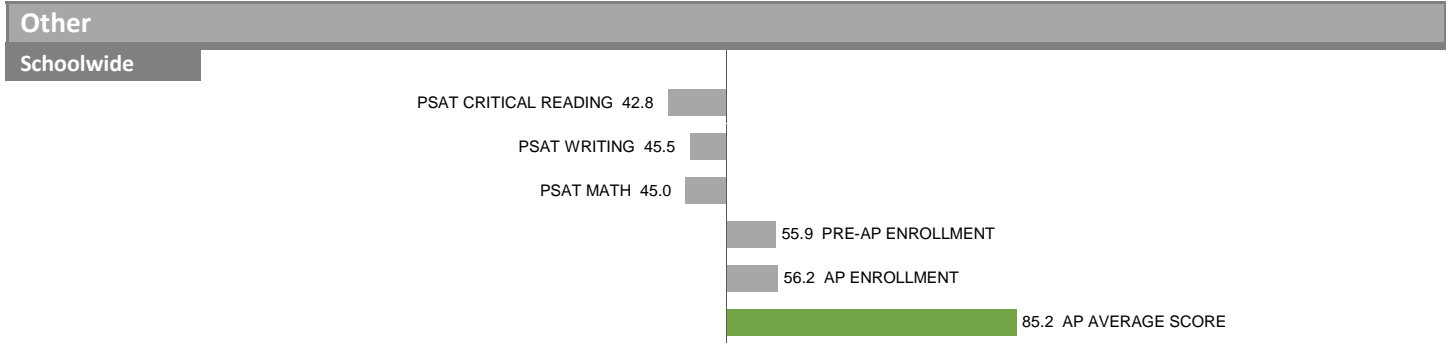 Other
Schoolwide
PSAT CRITICAL READING 42.8
PSAT WRITING 45.5
PSAT MATH 45.0
55.9 PRE-AP ENROLLMENT
56.2 AP ENROLLMENT
85.2 AP AVERAGE SCORE